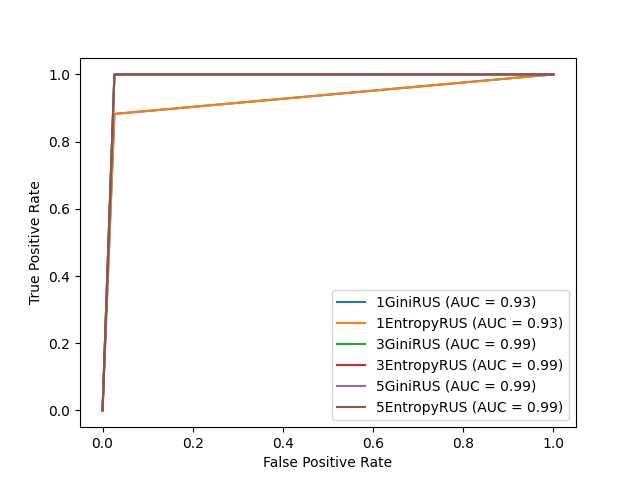 1.0
0.8
0.6
0.4
0.2
0.0
True Positive Rate
1GiniRUS (AUC = 0.93)
1EntropyRUS (AUC = 0.93)
3GiniRUS (AUC = 0.99)
3EntropyRUS (AUC = 0.99)
5GiniRUS (AUC = 0.99)
5EntropyRUS (AUC = 0.99)
0.0 0.2 0.4 0.6 0.8 1.0
False Positive Rate